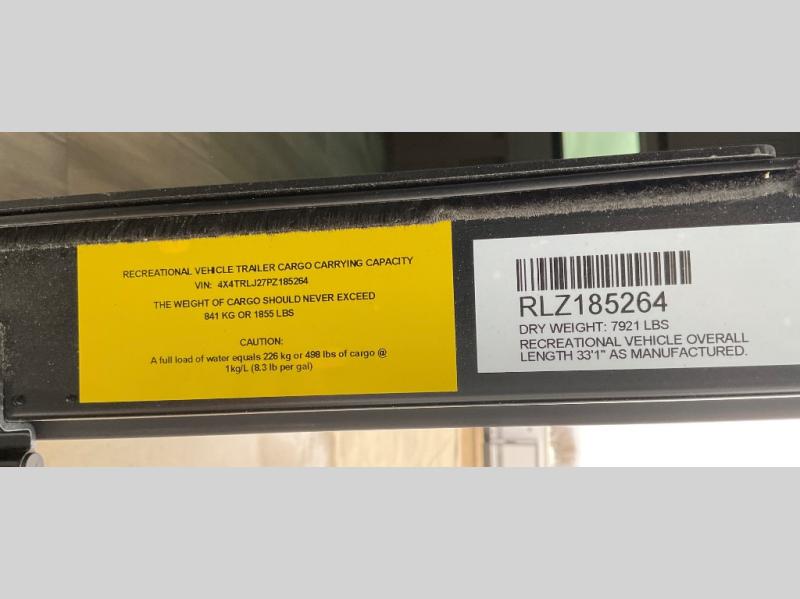 RECREATIONAL VEHICLE TRAILER CARGO CARRYING CAPACITY
VIN: 4X4TRLJ27PZ185264
THE WEIGHT OF CARGO SHOULD NEVER EXCEED
841 KG OR 1855 LBS
CAUTION:
A full load of water equals 226 kg or 498 lbs of cargo @
1kg/L (8.3 lb per gal)
RLZ185264
DRY WEIGHT: 7921 LBS
RECREATIONAL VEHICLE OVERALL
LENGTH 33'1" AS MANUFACTURED.